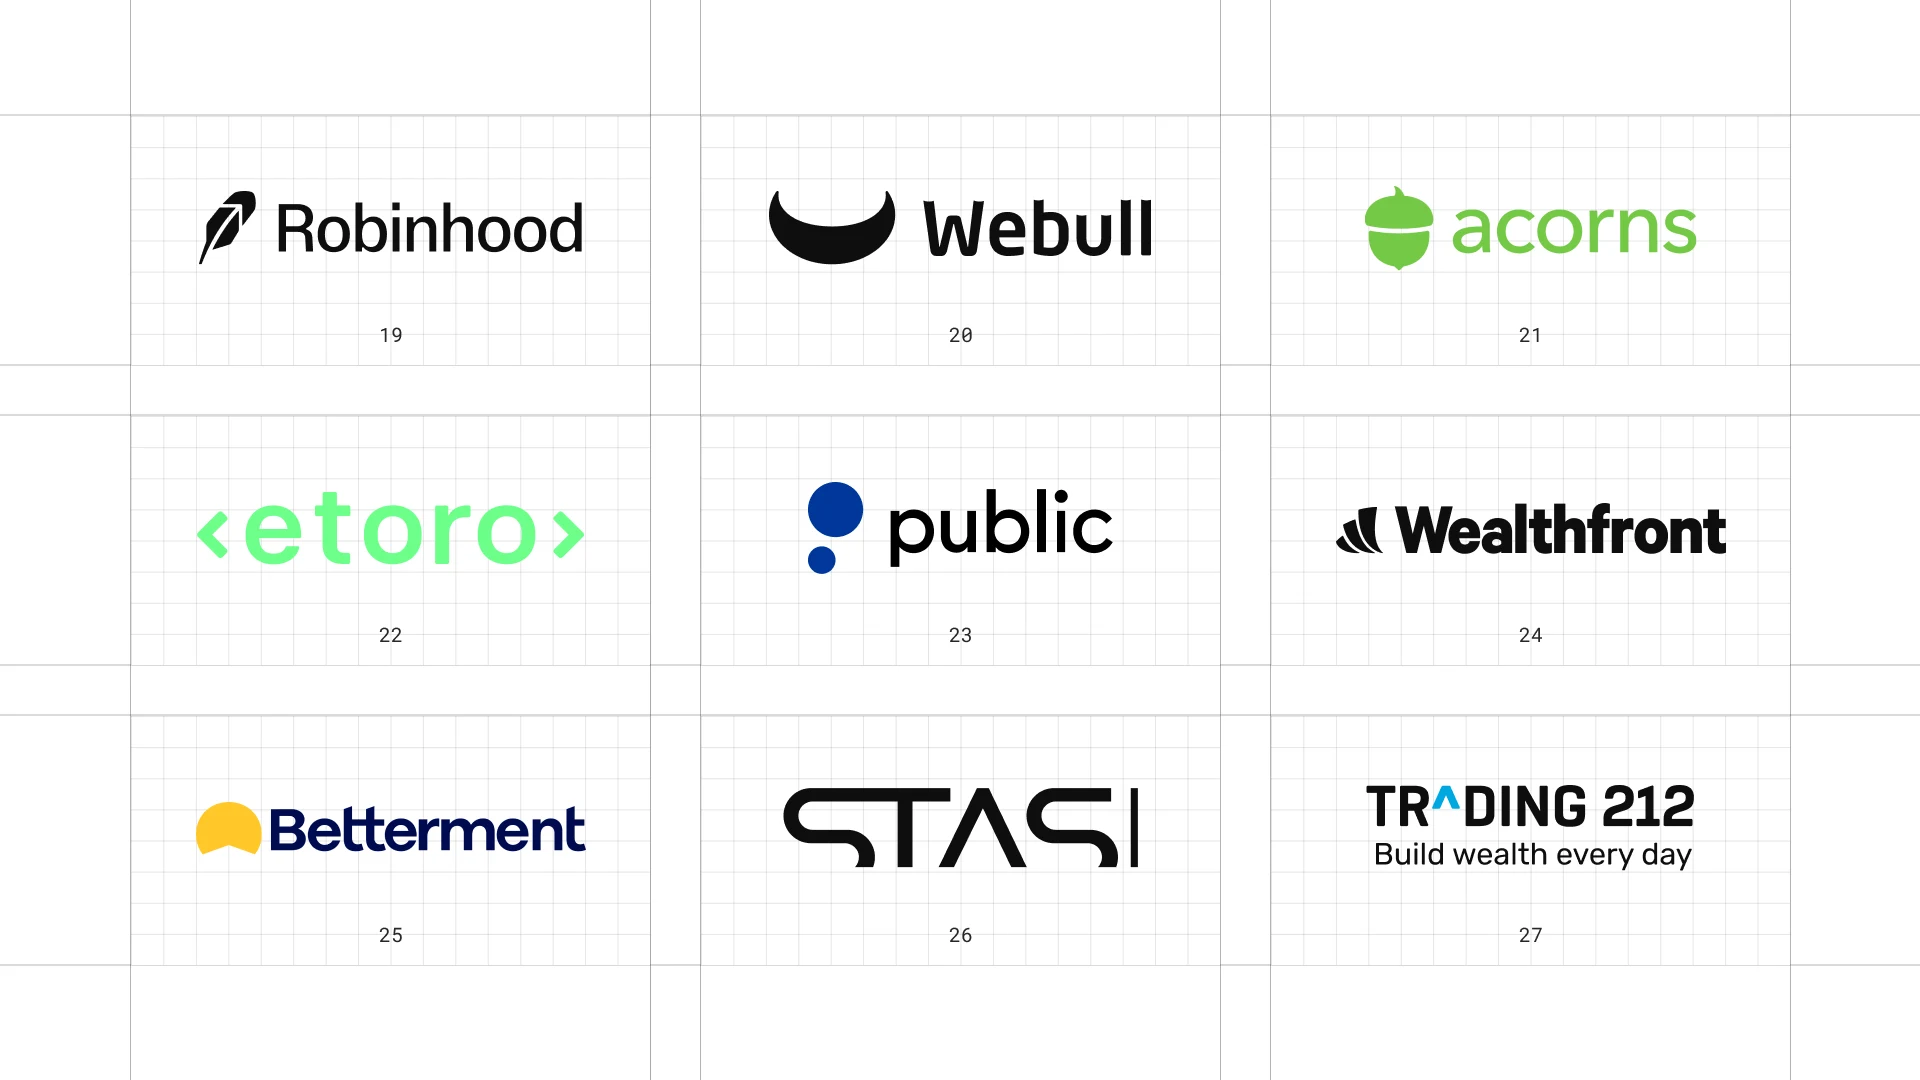 Robinhood
Webull
acorns
19
20
21
<etoro>
public
Wealthfront
22
23
24
Betterment
STAS|
TR^DING 212
Build wealth every day
25
26
27